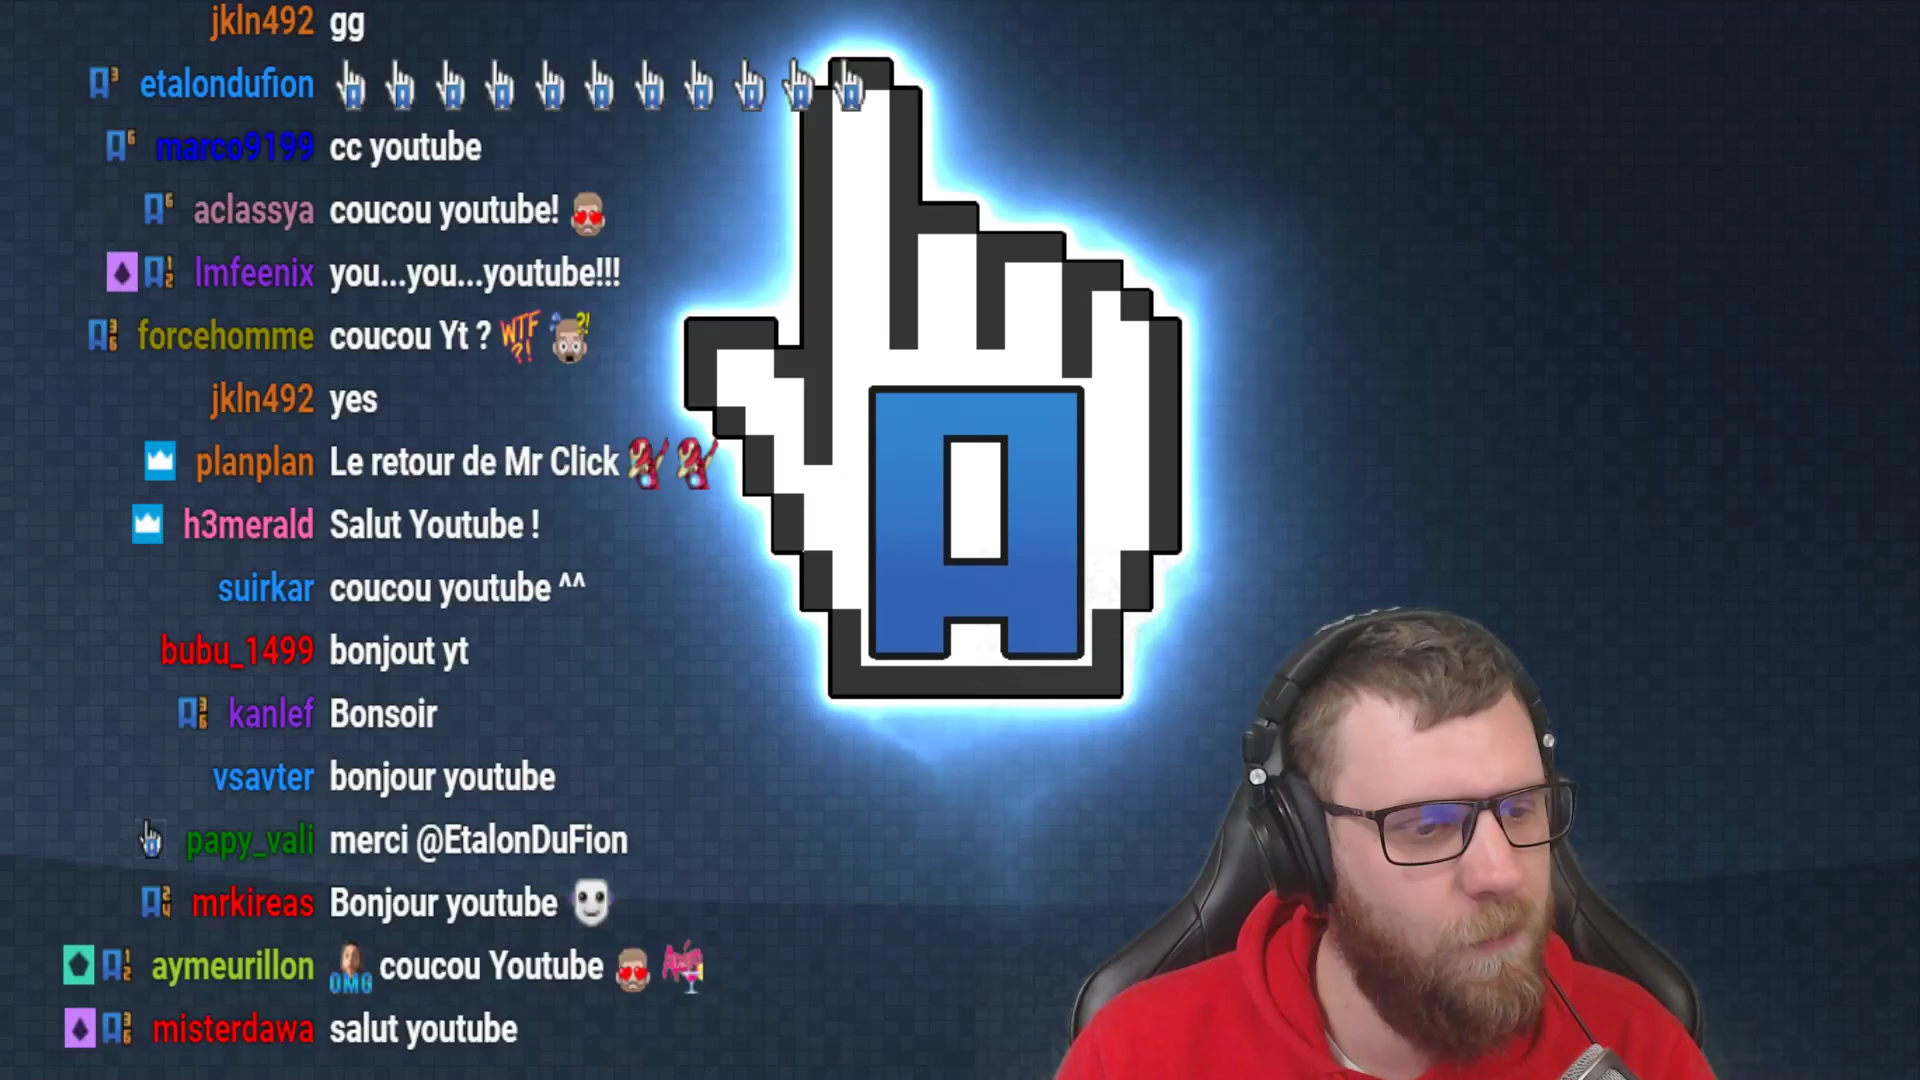 jkln492 gg
etalondufion
marco9199 cc youtube
aclassya coucou youtube!
lmfeenix you...you...youtube!!!
forcehomme coucou Yt ? WTF ?!
jkln492 yes
planplan Le retour de Mr Click
h3merald Salut Youtube !
suirkar coucou youtube ^^
bubu_1499 bonjout yt
kanlef Bonsoir
vsavter bonjour youtube
papy_vali merci @EtalonDuFion
mrkireas Bonjour youtube
aymeurillon OMG coucou Youtube
misterdawa salut youtube
A